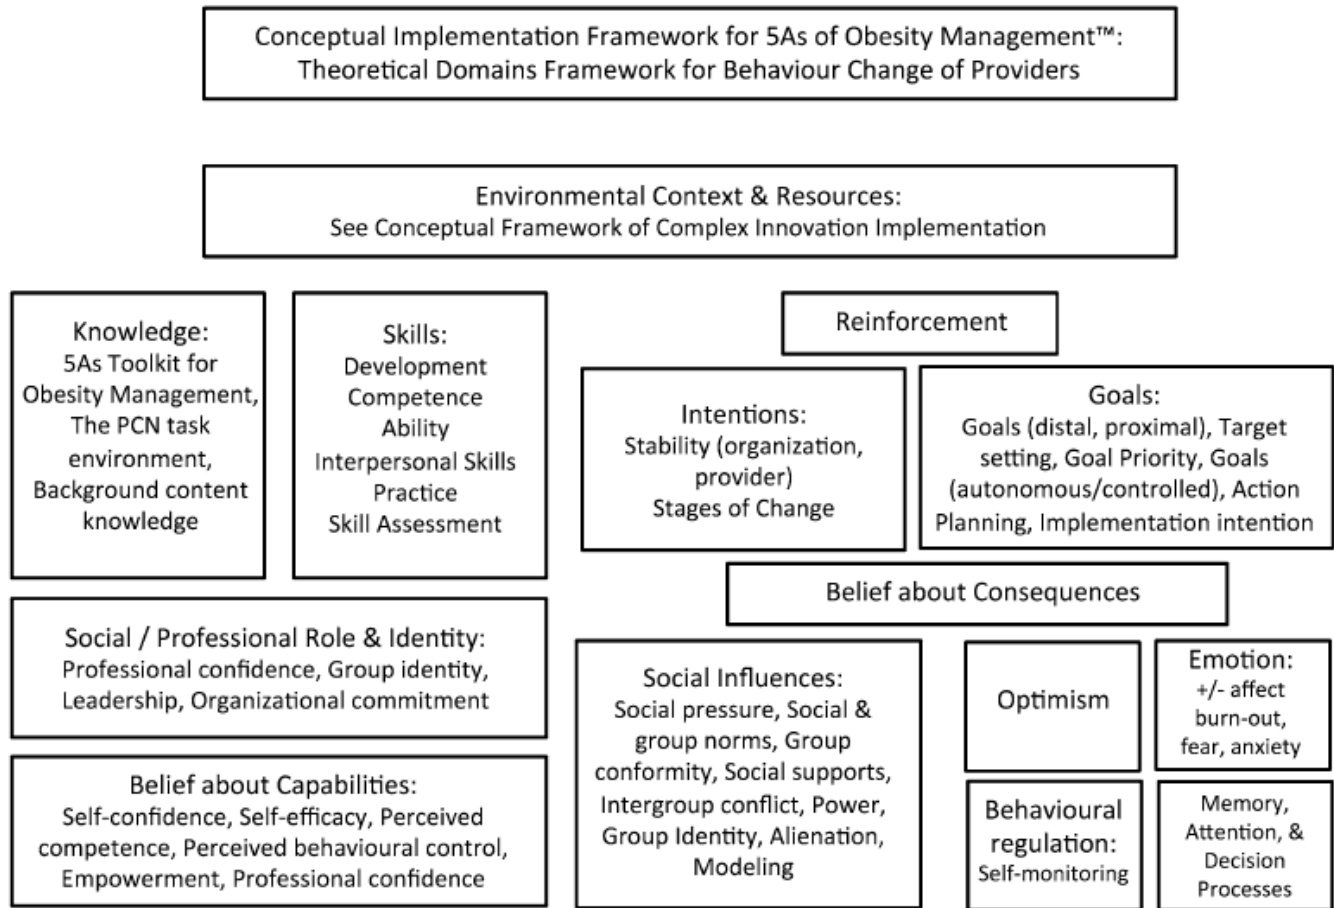 Conceptual Implementation Framework for 5As of Obesity Management™:
Theoretical Domains Framework for Behaviour Change of Providers
Environmental Context & Resources:
See Conceptual Framework of Complex Innovation Implementation
Knowledge:
5As Toolkit for
Obesity Management,
The PCN task
environment,
Background content
knowledge
Skills:
Development
Competence
Ability
Interpersonal Skills
Practice
Skill Assessment
Reinforcement
Intentions:
Stability (organization,
provider)
Stages of Change
Goals:
Goals (distal, proximal), Target
setting, Goal Priority, Goals
(autonomous/controlled), Action
Planning, Implementation intention
Belief about Consequences
Social / Professional Role & Identity:
Professional confidence, Group identity,
Leadership, Organizational commitment
Belief about Capabilities:
Self-confidence, Self-efficacy, Perceived
competence, Perceived behavioural control,
Empowerment, Professional confidence
Social Influences:
Social pressure, Social &
group norms, Group
conformity, Social supports,
Intergroup conflict, Power,
Group Identity, Alienation,
Modeling
Optimism
Emotion:
+/- affect
burn-out,
fear, anxiety
Behavioural
regulation:
Self-monitoring
Memory,
Attention, &
Decision
Processes